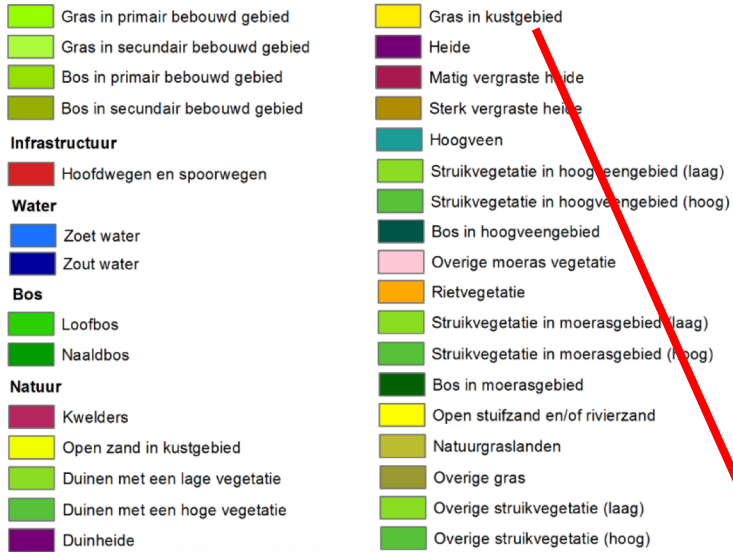 Gras in primair bebouwd gebied
Gras in secundair bebouwd gebied
Bos in primair bebouwd gebied
Bos in secundair bebouwd gebied
Infrastructuur
Hoofdwegen en spoorwegen
Water
Zoet water
Zout water
Bos
Loofbos
Naaldbos
Natuur
Kwelders
Open zand in kustgebied
Duinen met een lage vegetatie
Duinen met een hoge vegetatie
Duinheide
Gras in kustgebied
Heide
Matig vergraste heide
Sterk vergraste heide
Hoogveen
Struikvegetatie in hoogveengebied (laag)
Struikvegetatie in hoogveengebied (hoog)
Bos in hoogveengebied
Overige moeras vegetatie
Rietvegetatie
Struikvegetatie in moerasgebied (laag)
Struikvegetatie in moerasgebied (hoog)
Bos in moerasgebied
Open stuifzand en/of rivierzand
Natuurgraslanden
Overige gras
Overige struikvegetatie (laag)
Overige struikvegetatie (hoog)